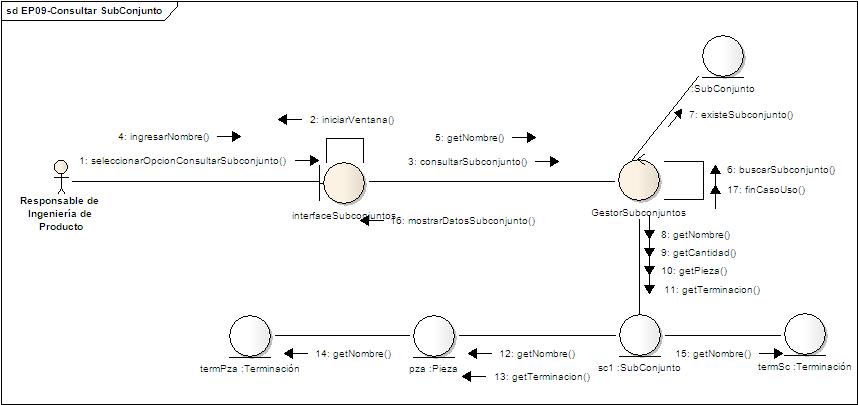 sd EP09-Consultar SubConjunto
:SubConjunto
7: existeSubconjunto()
2: iniciarVentana()
4: ingresarNombre()
5: getNombre()
1: seleccionarOpcionConsultarSubconjunto()
3: consultarSubconjunto()
6: buscarSubconjunto()
17: finCasoUso()
Responsable de
Ingeniería de
Producto
interfaceSubconjuntos
16: mostrarDatosSubconjunto()
GestorSubconjuntos
8: getNombre()
9: getCantidad()
10: getPieza()
11: getTerminacion()
14: getNombre()
12: getNombre()
15: getNombre()
termPza :Terminación
pza :Pieza
sc1 :SubConjunto
termSc :Terminación
13: getTerminacion()